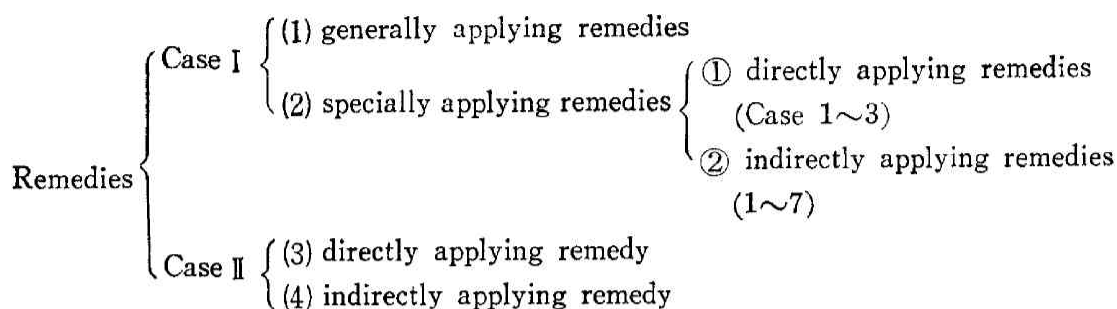 (1) generally applying remedies
Case Ⅰ
① directly applying remedies
(2) specially applying remedies
(Case 1～3)
Remedies
② indirectly applying remedies
(1～7)
(3) directly applying remedy
Case Ⅱ
(4) indirectly applying remedy